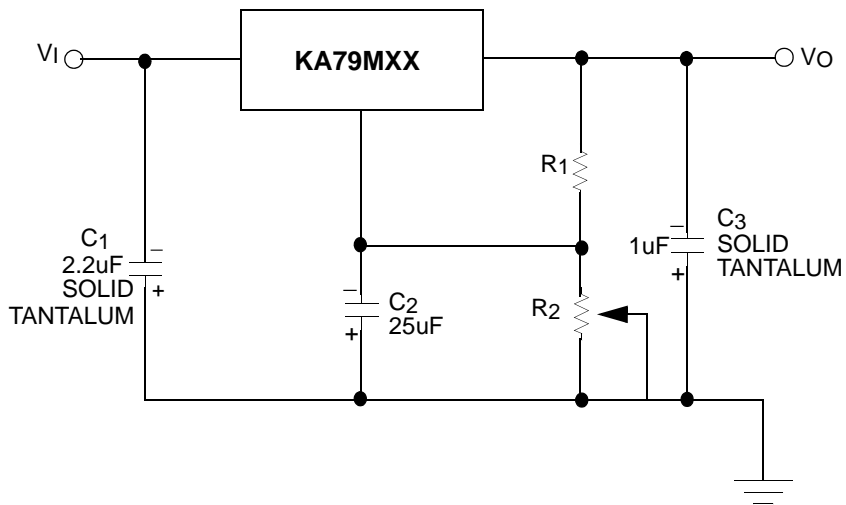 VI
KA79MXX
VO
R1
C1
2.2uF
SOLID
TANTALUM
–
+
–
+
C2
25uF
R2
1uF
–
+
C3
SOLID
TANTALUM